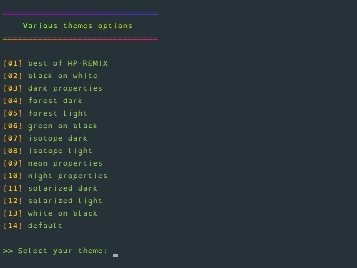 Various themes options
[01] best of HP-REMIX
[02] black on white
[03] dark properties
[04] forest dark
[05] forest light
[06] green on black
[07] isotope dark
[08] isotope light
[09] neon properties
[10] night properties
[11] solarized dark
[12] solarized light
[13] white on black
[14] default
>> Select your theme: